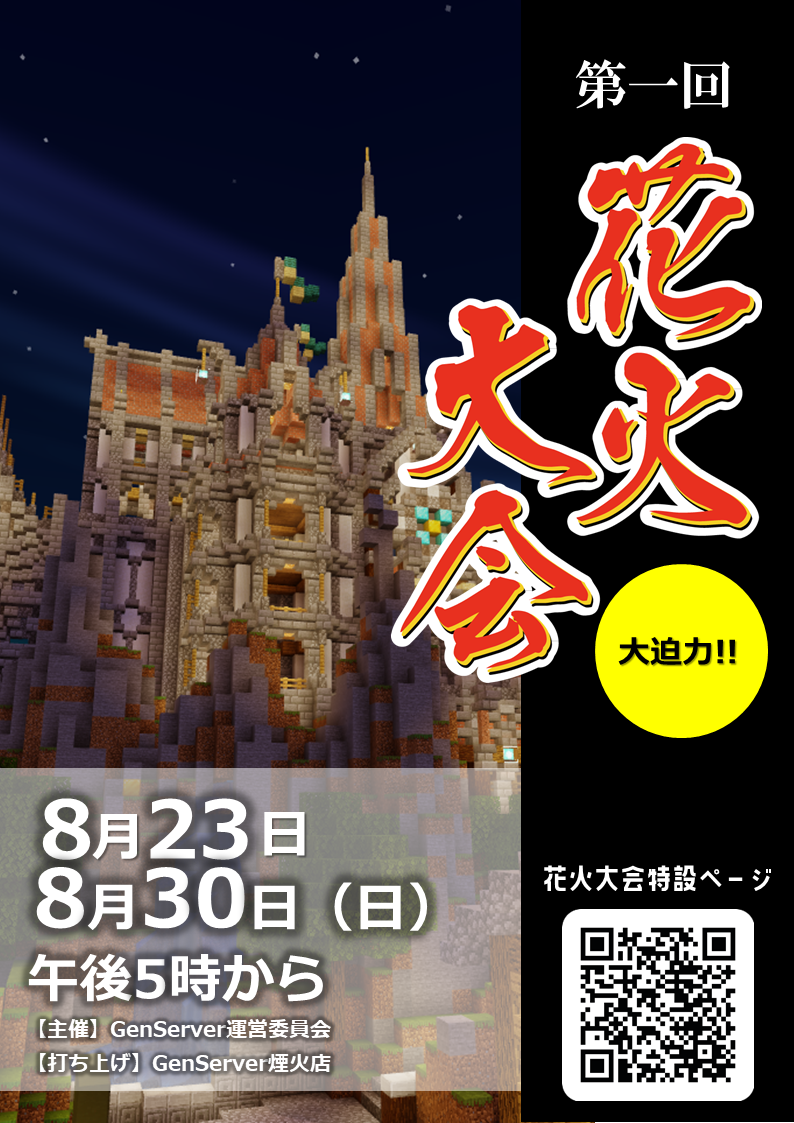 第一回
花火
大会
大迫力!!
8月23日
8月30日（日）
午後5時から
【主催】GenServer運営委員会
【打ち上げ】GenServer煙火店
花火大会特設ページ